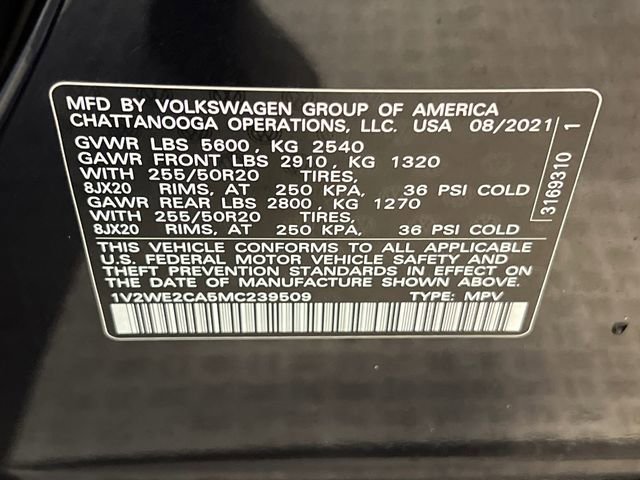 MFD BY VOLKSWAGEN GROUP OF AMERICA
CHATTANOOGA OPERATIONS, LLC. USA 08/2021
GVWR LBS 5600 , KG 2540
GAWR FRONT LBS 2910 , KG 1320
WITH 255/50R20 TIRES,
8JX20 RIMS, AT 250 KPA, 36 PSI COLD
GAWR REAR LBS 2800 , KG 1270
WITH 255/50R20 TIRES,
8JX20 RIMS, AT 250 KPA, 36 PSI COLD
THIS VEHICLE CONFORMS TO ALL APPLICABLE
U.S. FEDERAL MOTOR VEHICLE SAFETY AND
THEFT PREVENTION STANDARDS IN EFFECT ON
THE DATE OF MANUFACTURE SHOWN ABOVE.
1V2WE2CA5MC239509 TYPE: MPV
3169310 1